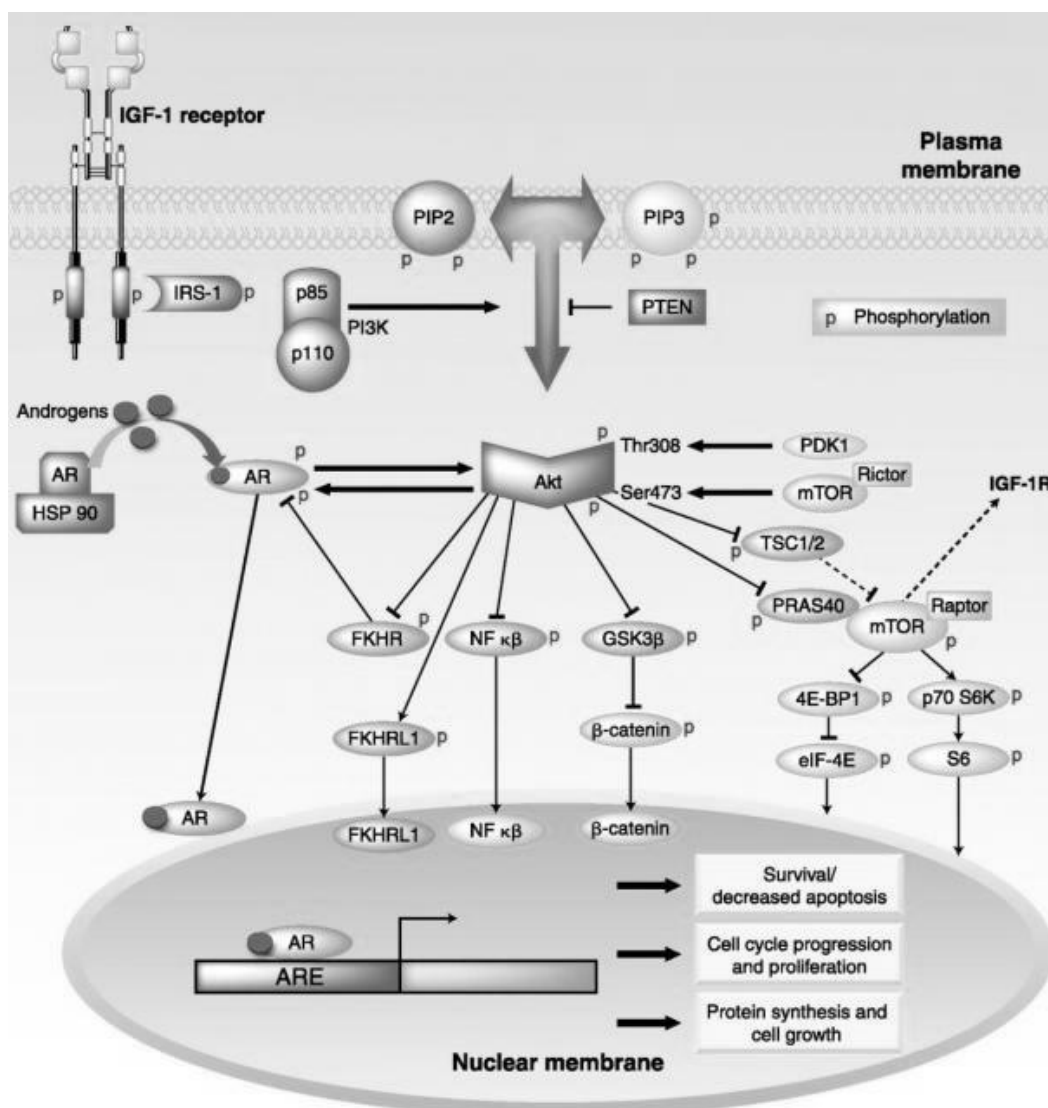 IGF-1 receptor
Plasma
membrane
PIP2
PIP3
p
p
p
p
p
p
p
p
IRS-1
p
p85
p110
PI3K
PTEN
p Phosphorylation
Androgens
AR
HSP 90
AR
p
p
Akt
p
p
Thr308
Ser473
PDK1
mTOR
Rictor
IGF-1R
p
TSC1/2
PRAS40
p
mTOR
Raptor
p
FKHR
p
NF κβ
p
GSK3β
p
4E-BP1
p
p70 S6K
p
FKHRL1
p
β-catenin
p
eIF-4E
p
S6
p
AR
FKHRL1
NF κβ
β-catenin
Survival/
decreased apoptosis
AR
ARE
Cell cycle progression
and proliferation
Protein synthesis and
cell growth
Nuclear membrane